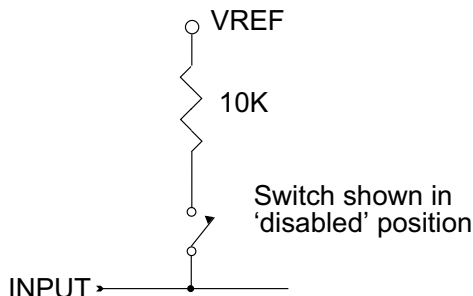 VREF
10K
Switch shown in
‘disabled’ position
INPUT